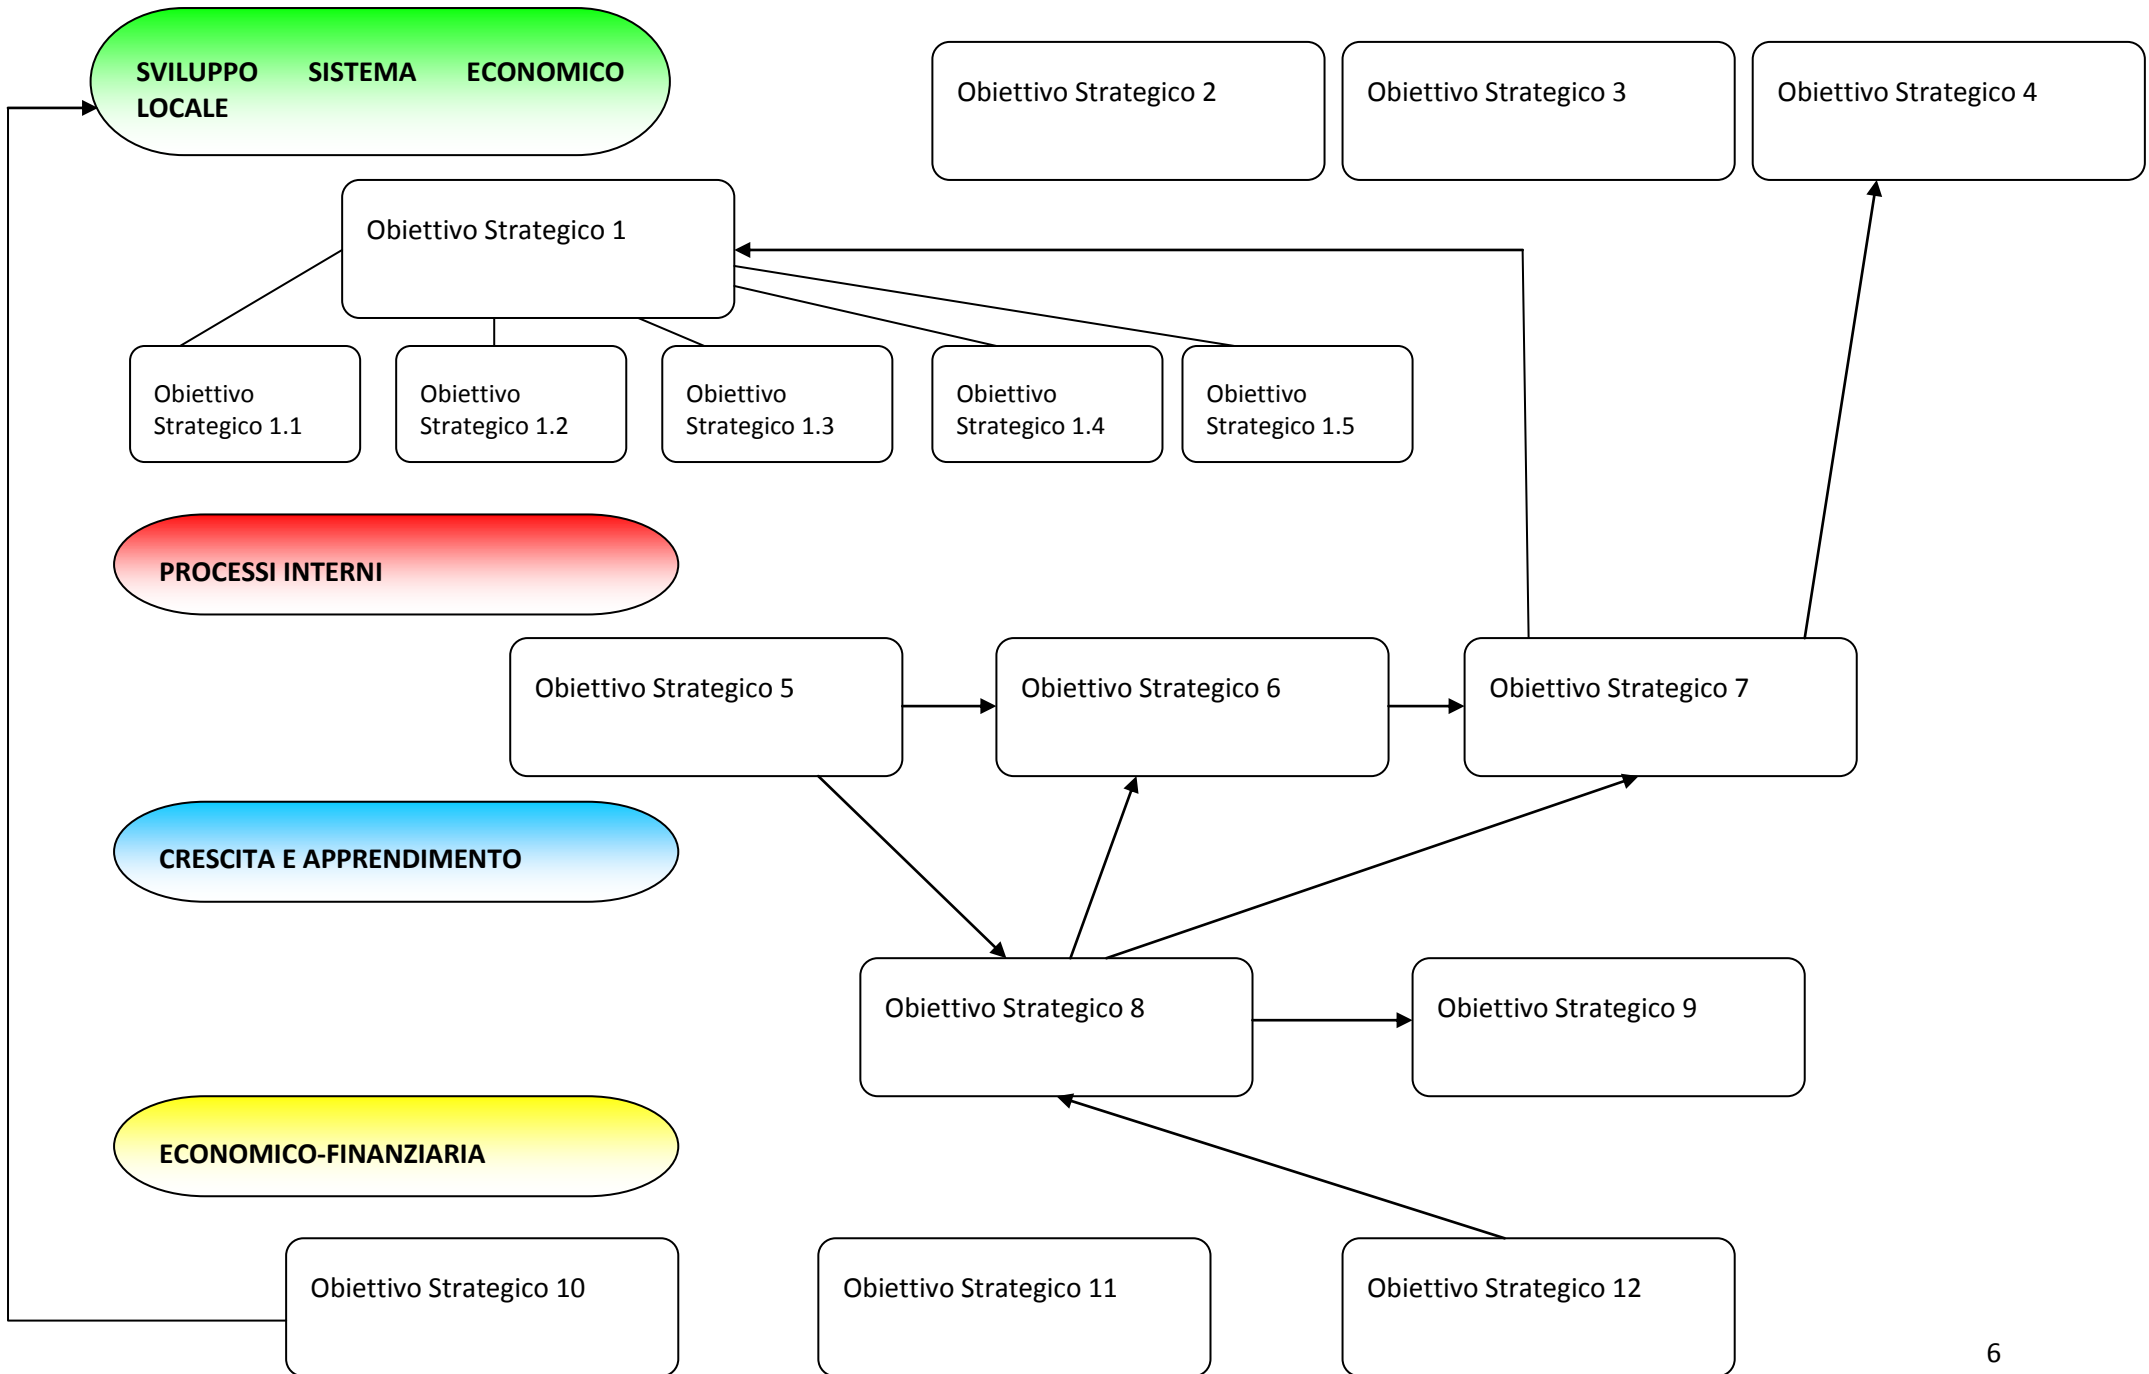 SVILUPPO SISTEMA ECONOMICO
LOCALE
Obiettivo Strategico 2
Obiettivo Strategico 3
Obiettivo Strategico 4
Obiettivo Strategico 1
Obiettivo
Strategico 1.1
Obiettivo
Strategico 1.2
Obiettivo
Strategico 1.3
Obiettivo
Strategico 1.4
Obiettivo
Strategico 1.5
PROCESSI INTERNI
Obiettivo Strategico 5
Obiettivo Strategico 6
Obiettivo Strategico 7
CRESCITA E APPRENDIMENTO
Obiettivo Strategico 8
Obiettivo Strategico 9
ECONOMICO-FINANZIARIA
Obiettivo Strategico 10
Obiettivo Strategico 11
Obiettivo Strategico 12
6